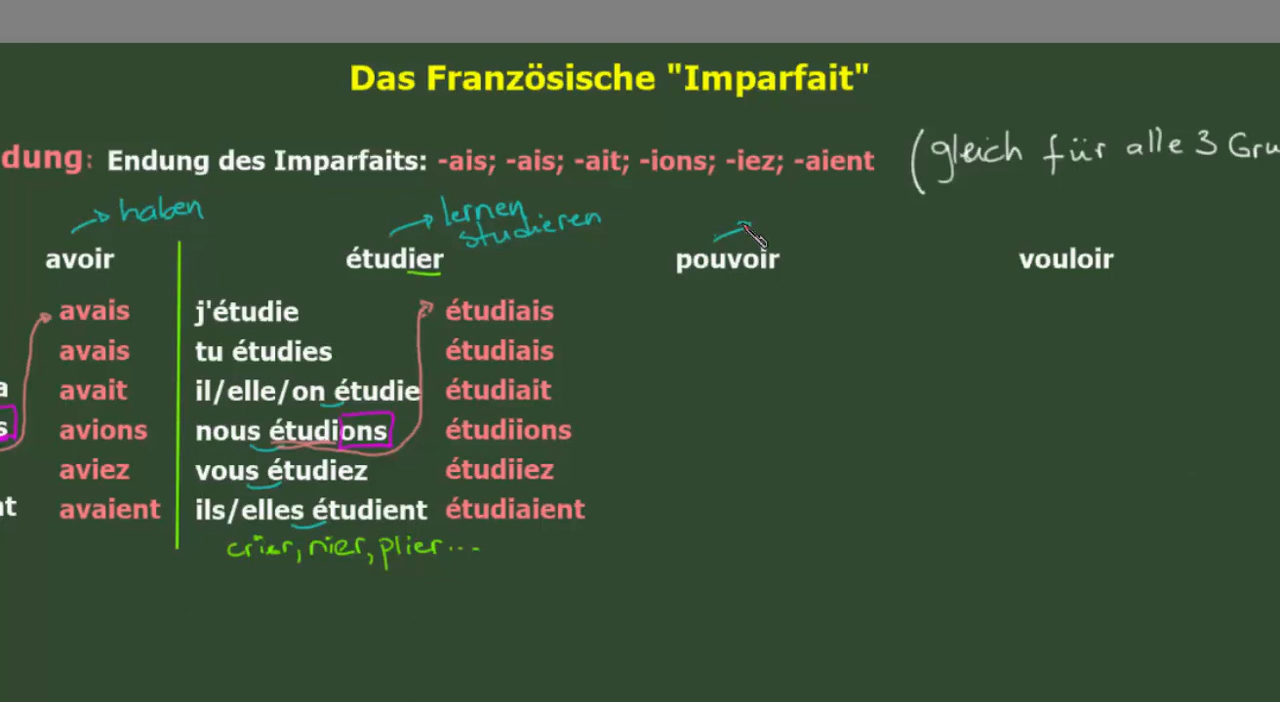 Das Französische "Imparfait"
dung: Endung des Imparfaits: -ais; -ais; -ait; -ions; -iez; -aient (gleich für alle 3 Gru
haben
lernen
studieren
avoir étudier pouvoir vouloir
avais j'étudie étudiais
avais tu étudies étudiais
a avait il/elle/on étudie étudiait
s avions nous étudions étudiions
aviez vous étudiez étudiiez
nt avaient ils/elles étudient étudiaient
crier, nier, plier...